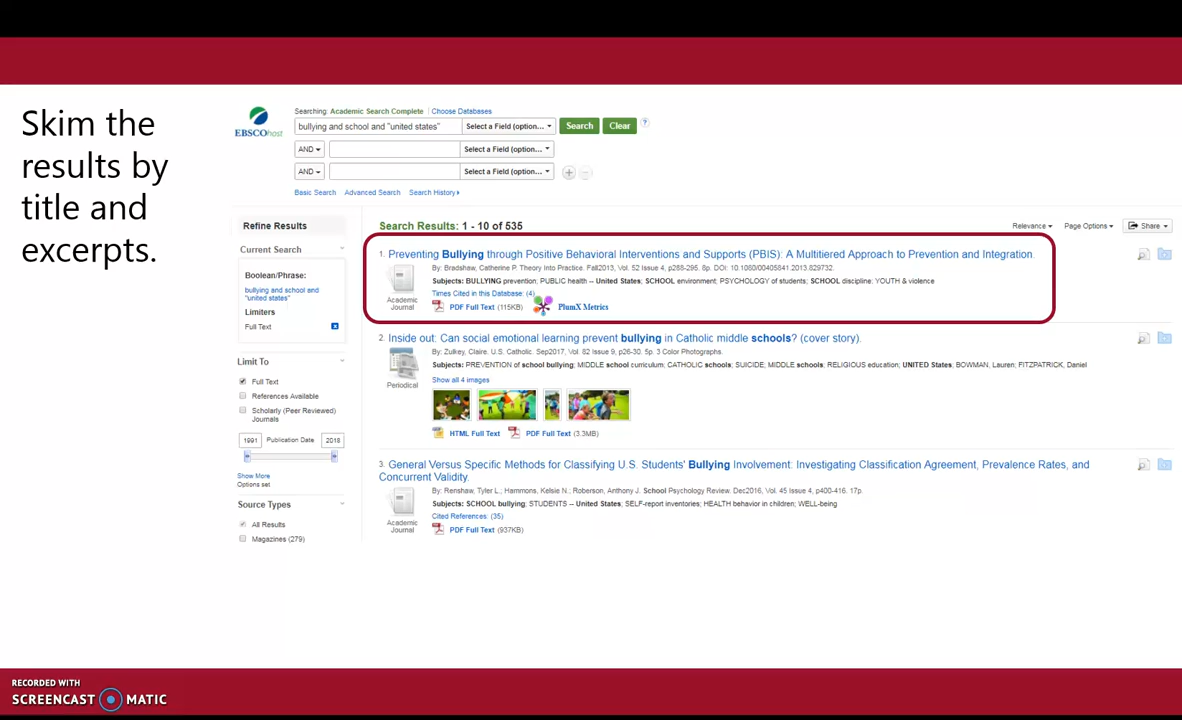 Skim the
results by
title and
excerpts.
EBSCOhost
Searching: Academic Search Complete | Choose Databases
bullying and school and "united states" Select a Field (option... Search Clear ?
AND Select a Field (option...
AND Select a Field (option...
Basic Search Advanced Search Search History
Refine Results
Current Search
Boolean/Phrase:
bullying and school and
"united states"
Limiters
Full Text
Limit To
Full Text
References Available
Scholarly (Peer Reviewed)
Journals
1991 Publication Date 2018
Show More
Options set
Source Types
All Results
Magazines (279)
Search Results: 1 - 10 of 535
Relevance Page Options Share
1. Preventing Bullying through Positive Behavioral Interventions and Supports (PBIS): A Multitiered Approach to Prevention and Integration.
By: Bradshaw, Catherine P. Theory Into Practice. Fall2013, Vol. 52 Issue 4, p288-295. 8p. DOI: 10.1080/00405841.2013.829732.
Subjects: BULLYING prevention; PUBLIC health -- United States; SCHOOL environment; PSYCHOLOGY of students; SCHOOL discipline; YOUTH & violence
Academic
Journal
Times Cited in this Database: (4)
PDF Full Text (115KB) PlumX Metrics
2. Inside out: Can social emotional learning prevent bullying in Catholic middle schools? (cover story).
By: Zulkey, Claire. U.S. Catholic. Sep2017, Vol. 82 Issue 9, p26-30. 5p. 3 Color Photographs.
Subjects: PREVENTION of school bullying; MIDDLE school curriculum; CATHOLIC schools; SUICIDE; MIDDLE schools; RELIGIOUS education; UNITED States; BOWMAN, Lauren; FITZPATRICK, Daniel
Periodical
Show all 4 images
HTML Full Text PDF Full Text (3.3MB)
3. General Versus Specific Methods for Classifying U.S. Students' Bullying Involvement: Investigating Classification Agreement, Prevalence Rates, and
Concurrent Validity.
By: Renshaw, Tyler L.; Hammons, Kelsie N.; Roberson, Anthony J. School Psychology Review. Dec2016, Vol. 45 Issue 4, p400-416. 17p.
Subjects: SCHOOL bullying; STUDENTS -- United States; SELF-report inventories; HEALTH behavior in children; WELL-being
Academic
Journal
Cited References: (35)
PDF Full Text (937KB)
RECORDED WITH
SCREENCAST MATIC